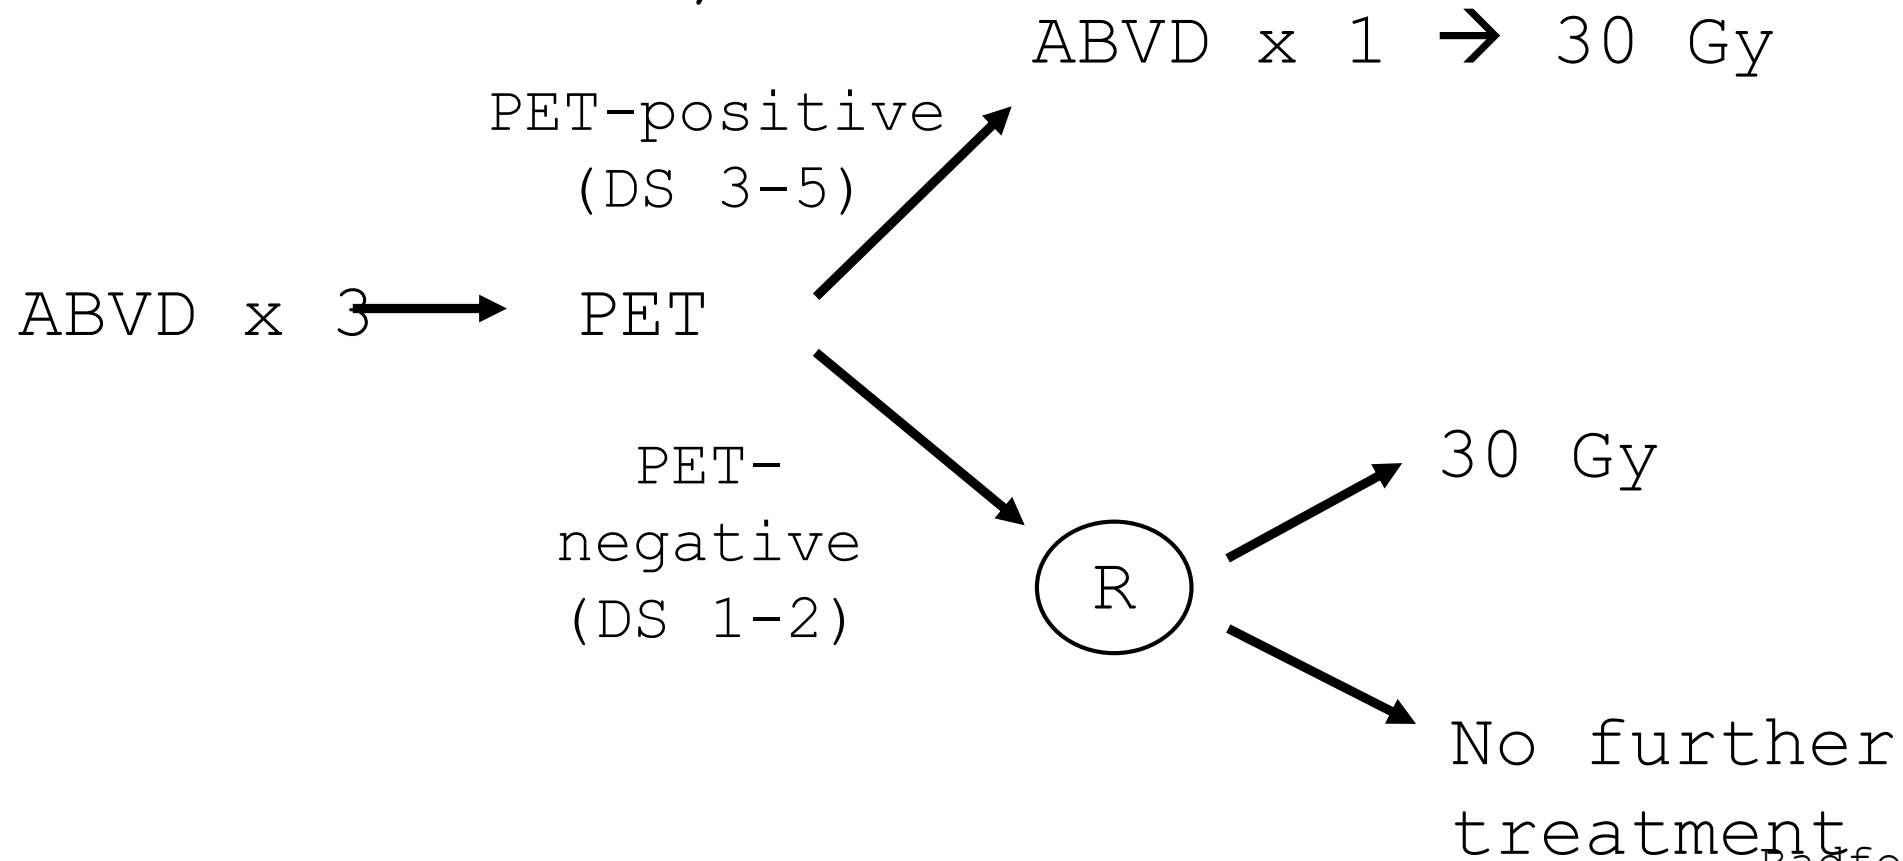 ABVD x 1 → 30 Gy
PET-positive
(DS 3-5)
ABVD x 3
PET
PET-
negative
(DS 1-2)
R
30 Gy
No further
treatment